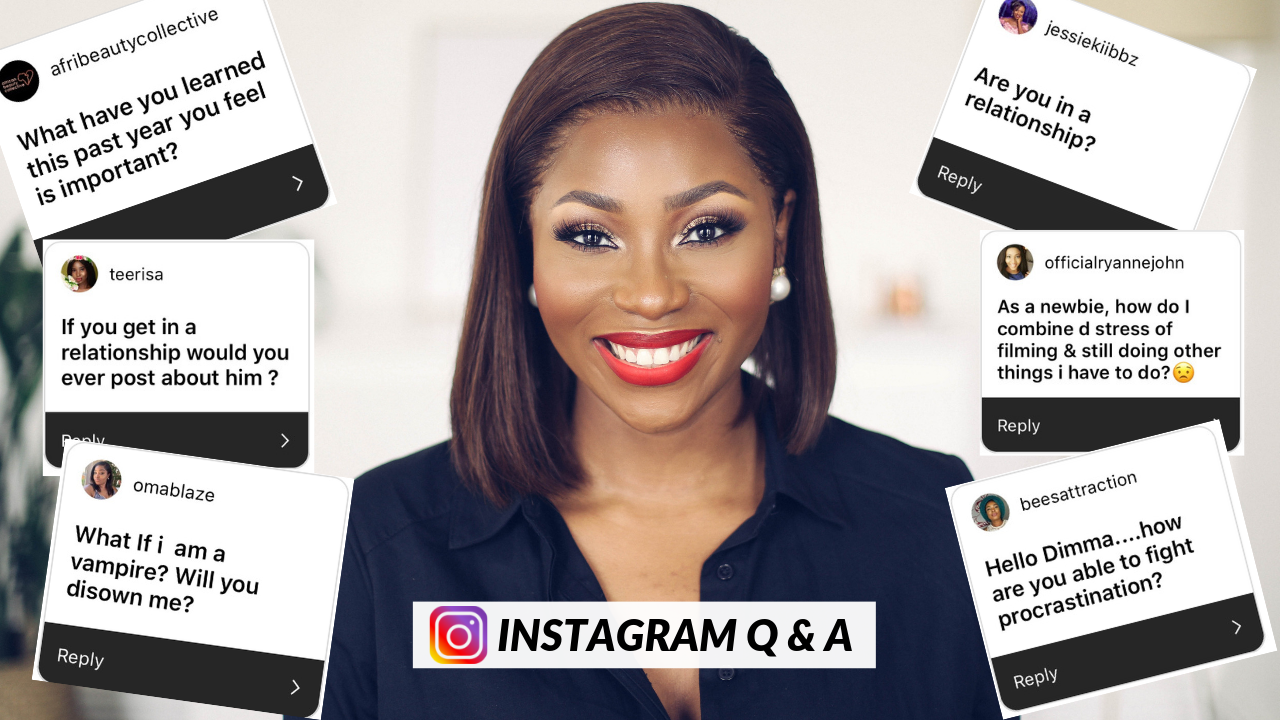 afribeautycollective
What have you learned
this past year you feel
is important?
teerisa
If you get in a
relationship would you
ever post about him ?
Reply
omablaze
What If i am a
vampire? Will you
disown me?
Reply
jessiekiibbz
Are you in a
relationship?
Reply
officialryannejohn
As a newbie, how do I
combine d stress of
filming & still doing other
things i have to do?😟
Reply
beesattraction
Hello Dimma....how
are you able to fight
procrastination?
Reply
INSTAGRAM Q & A